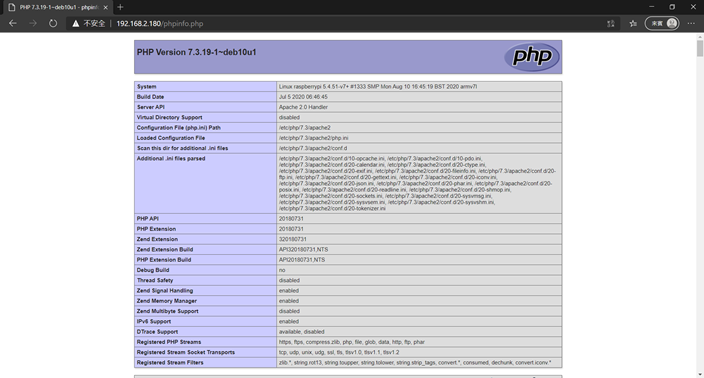 PHP 7.3.19-1~deb10u1 - phpinfo
不安全
192.168.2.180/phpinfo.php
來賓
PHP Version 7.3.19-1~deb10u1
php
System Linux raspberrypi 5.4.51-v7+ #1333 SMP Mon Aug 10 16:45:19 BST 2020 armv7l
Build Date Jul 5 2020 06:46:45
Server API Apache 2.0 Handler
Virtual Directory Support disabled
Configuration File (php.ini) Path /etc/php/7.3/apache2
Loaded Configuration File /etc/php/7.3/apache2/php.ini
Scan this dir for additional .ini files /etc/php/7.3/apache2/conf.d
Additional .ini files parsed /etc/php/7.3/apache2/conf.d/10-opcache.ini, /etc/php/7.3/apache2/conf.d/10-pdo.ini,
/etc/php/7.3/apache2/conf.d/20-calendar.ini, /etc/php/7.3/apache2/conf.d/20-ctype.ini,
/etc/php/7.3/apache2/conf.d/20-exif.ini, /etc/php/7.3/apache2/conf.d/20-fileinfo.ini, /etc/php/7.3/apache2/conf.d/20-
ftp.ini, /etc/php/7.3/apache2/conf.d/20-gettext.ini, /etc/php/7.3/apache2/conf.d/20-iconv.ini,
/etc/php/7.3/apache2/conf.d/20-json.ini, /etc/php/7.3/apache2/conf.d/20-phar.ini, /etc/php/7.3/apache2/conf.d/20-
posix.ini, /etc/php/7.3/apache2/conf.d/20-readline.ini, /etc/php/7.3/apache2/conf.d/20-shmop.ini,
/etc/php/7.3/apache2/conf.d/20-sockets.ini, /etc/php/7.3/apache2/conf.d/20-sysvmsg.ini,
/etc/php/7.3/apache2/conf.d/20-sysvsem.ini, /etc/php/7.3/apache2/conf.d/20-sysvshm.ini,
/etc/php/7.3/apache2/conf.d/20-tokenizer.ini
PHP API 20180731
PHP Extension 20180731
Zend Extension 320180731
Zend Extension Build API320180731,NTS
PHP Extension Build API20180731,NTS
Debug Build no
Thread Safety disabled
Zend Signal Handling enabled
Zend Memory Manager enabled
Zend Multibyte Support disabled
IPv6 Support enabled
DTrace Support available, disabled
Registered PHP Streams https, ftps, compress.zlib, php, file, glob, data, http, ftp, phar
Registered Stream Socket Transports tcp, udp, unix, udg, ssl, tls, tlsv1.0, tlsv1.1, tlsv1.2
Registered Stream Filters zlib.*, string.rot13, string.toupper, string.tolower, string.strip_tags, convert.*, consumed, dechunk, convert.iconv.*